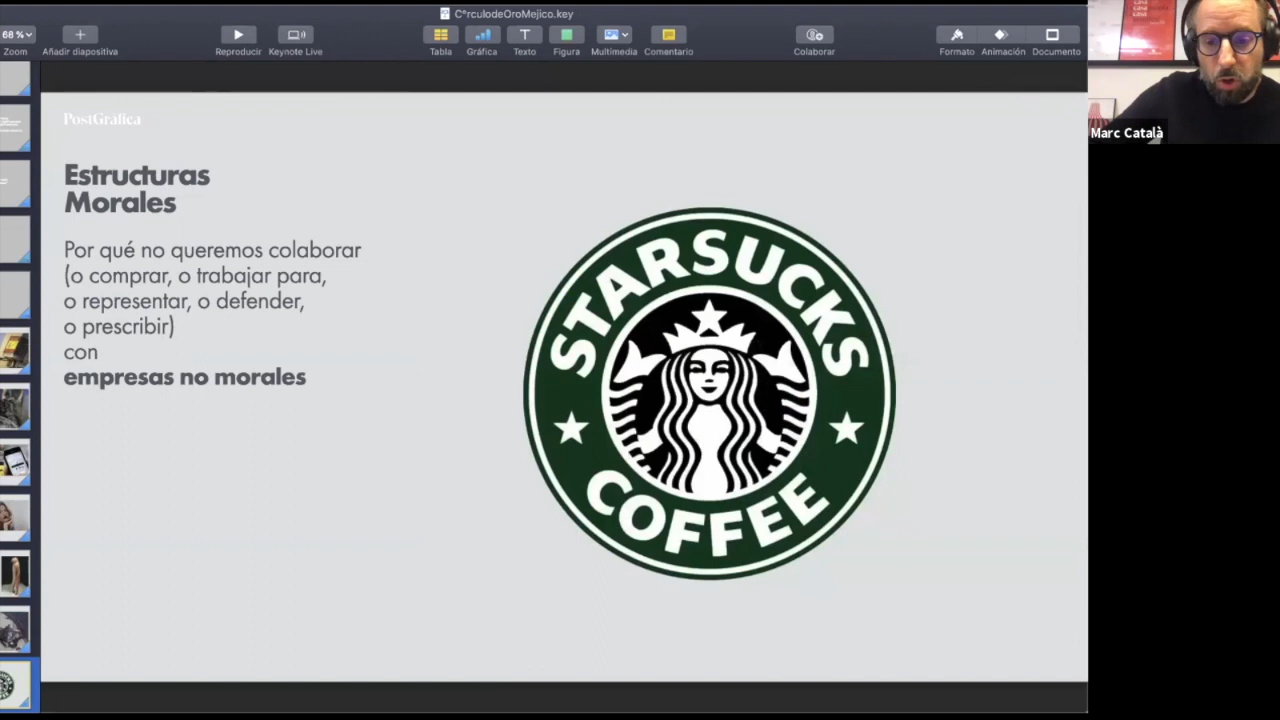 C°rculodeOroMejico.key
68 %
Zoom
Añadir diapositiva
Reproducir
Keynote Live
Tabla
Gráfica
Texto
Figura
Multimedia
Comentario
Colaborar
Formato
Animación
Documento
Marc Català
PostGráfica
Estructuras
Morales
Por qué no queremos colaborar
(o comprar, o trabajar para,
o representar, o defender,
o prescribir)
con
empresas no morales
STARSUCKS
COFFEE